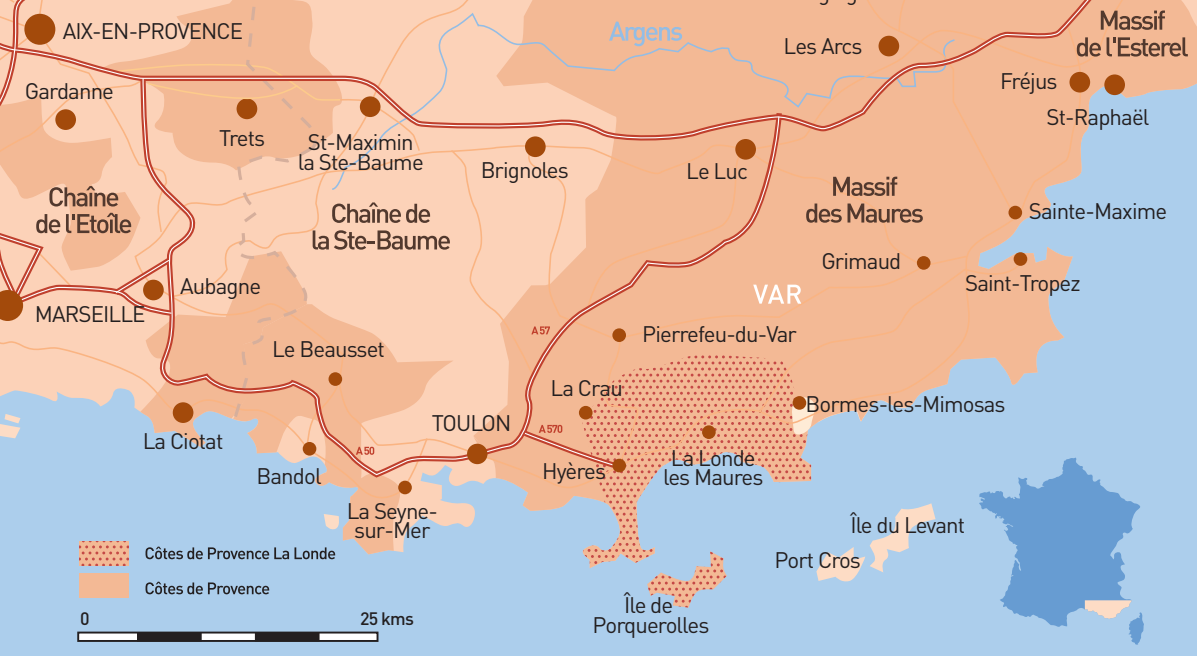 AIX-EN-PROVENCE
Argens
Les Arcs
Massif
de l'Esterel
Gardanne
Fréjus
St-Raphaël
Trets
St-Maximin
la Ste-Baume
Brignoles
Le Luc
Chaîne
de l'Etoîle
Chaîne de
la Ste-Baume
Massif
des Maures
Sainte-Maxime
Grimaud
Saint-Tropez
Aubagne
VAR
MARSEILLE
A57
Pierrefeu-du-Var
Le Beausset
La Crau
Bormes-les-Mimosas
TOULON
A570
La Ciotat
A50
Bandol
Hyères
La Londe
les Maures
La Seyne-
sur-Mer
Île du Levant
Port Cros
Côtes de Provence La Londe
Côtes de Provence
Île de
Porquerolles
0
25 kms